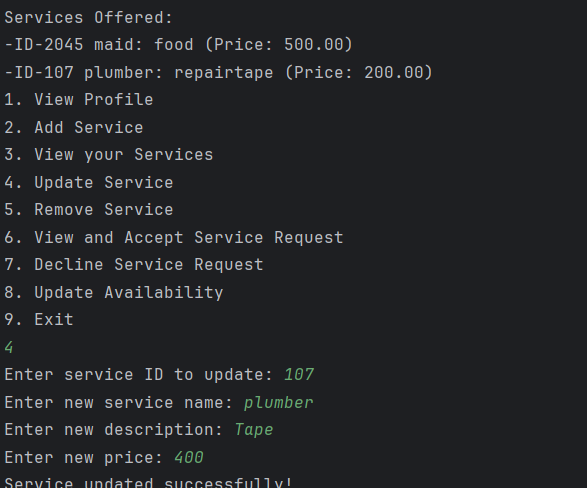 Services Offered:
-ID-2045 maid: food (Price: 500.00)
-ID-107 plumber: repairtape (Price: 200.00)
1. View Profile
2. Add Service
3. View your Services
4. Update Service
5. Remove Service
6. View and Accept Service Request
7. Decline Service Request
8. Update Availability
9. Exit
4
Enter service ID to update: 107
Enter new service name: plumber
Enter new description: Tape
Enter new price: 400
Service updated successfully!